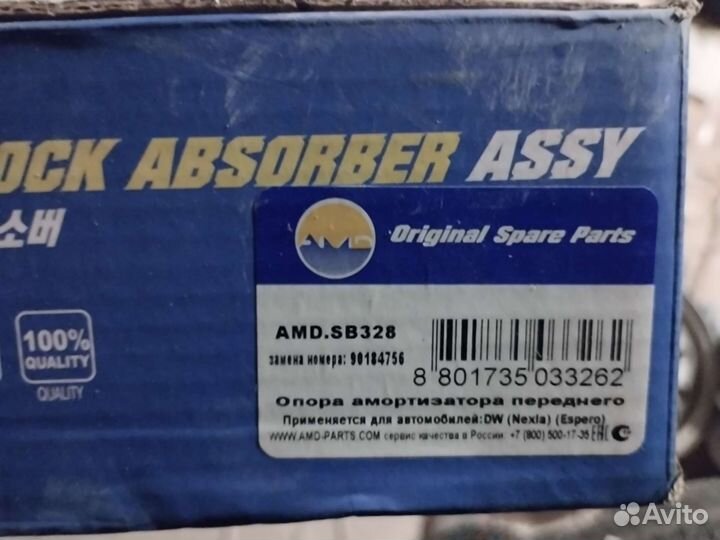 OCK ABSORBER ASSY
소버
AMD
Original Spare Parts
100%
QUALITY
QUALITY
AMD.SB328
замена номера: 90184756
8 801735 033262
Опора амортизатора переднего
Применяется для автомобилей:DW (Nexia) (Espero)
WWW.AMD-PARTS.COM сервис качества в России: +7 (800) 500-17-35 EAC
Avito